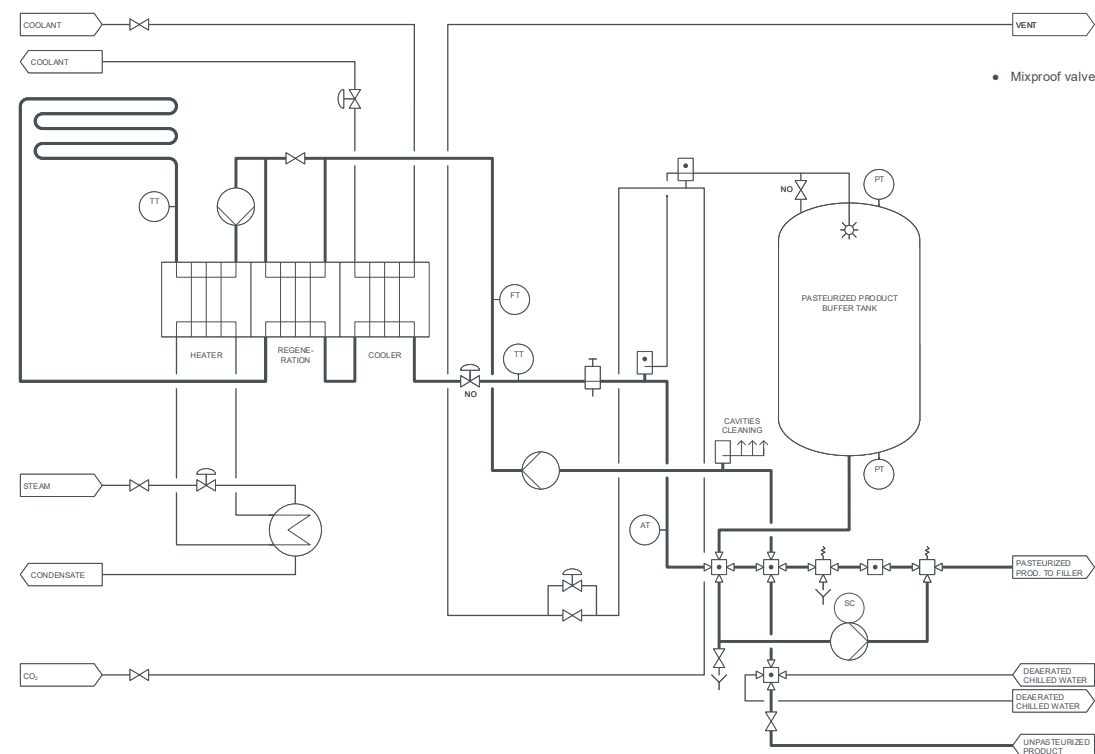 COOLANT
VENT
COOLANT
Mixproof valve
TT
NO
PT
PASTEURIZED PRODUCT
BUFFER TANK
FT
HEATER
REGENE-
RATION
COOLER
TT
NO
CAVITIES
CLEANING
STEAM
PT
AT
CONDENSATE
PASTEURIZED
PROD. TO FILLER
SC
CO₂
DEAERATED
CHILLED WATER
DEAERATED
CHILLED WATER
UNPASTEURIZED
PRODUCT